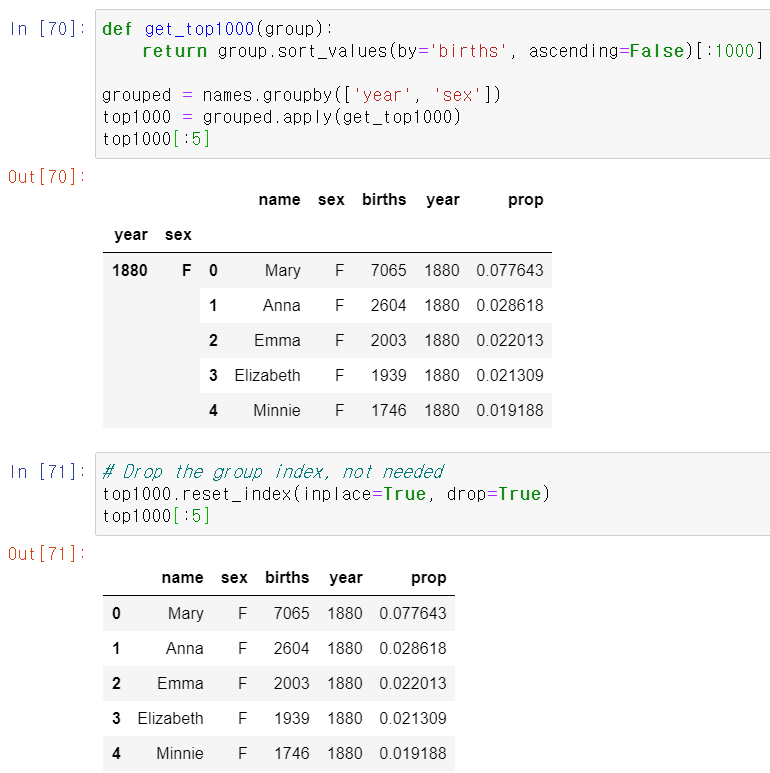 In [70]: def get_top1000(group):
    return group.sort_values(by='births', ascending=False)[:1000]
grouped = names.groupby(['year', 'sex'])
top1000 = grouped.apply(get_top1000)
top1000[:5]
Out[70]:
name sex births year prop
year sex
1880 F 0 Mary F 7065 1880 0.077643
1 Anna F 2604 1880 0.028618
2 Emma F 2003 1880 0.022013
3 Elizabeth F 1939 1880 0.021309
4 Minnie F 1746 1880 0.019188
In [71]: # Drop the group index, not needed
top1000.reset_index(inplace=True, drop=True)
top1000[:5]
Out[71]:
name sex births year prop
0 Mary F 7065 1880 0.077643
1 Anna F 2604 1880 0.028618
2 Emma F 2003 1880 0.022013
3 Elizabeth F 1939 1880 0.021309
4 Minnie F 1746 1880 0.019188